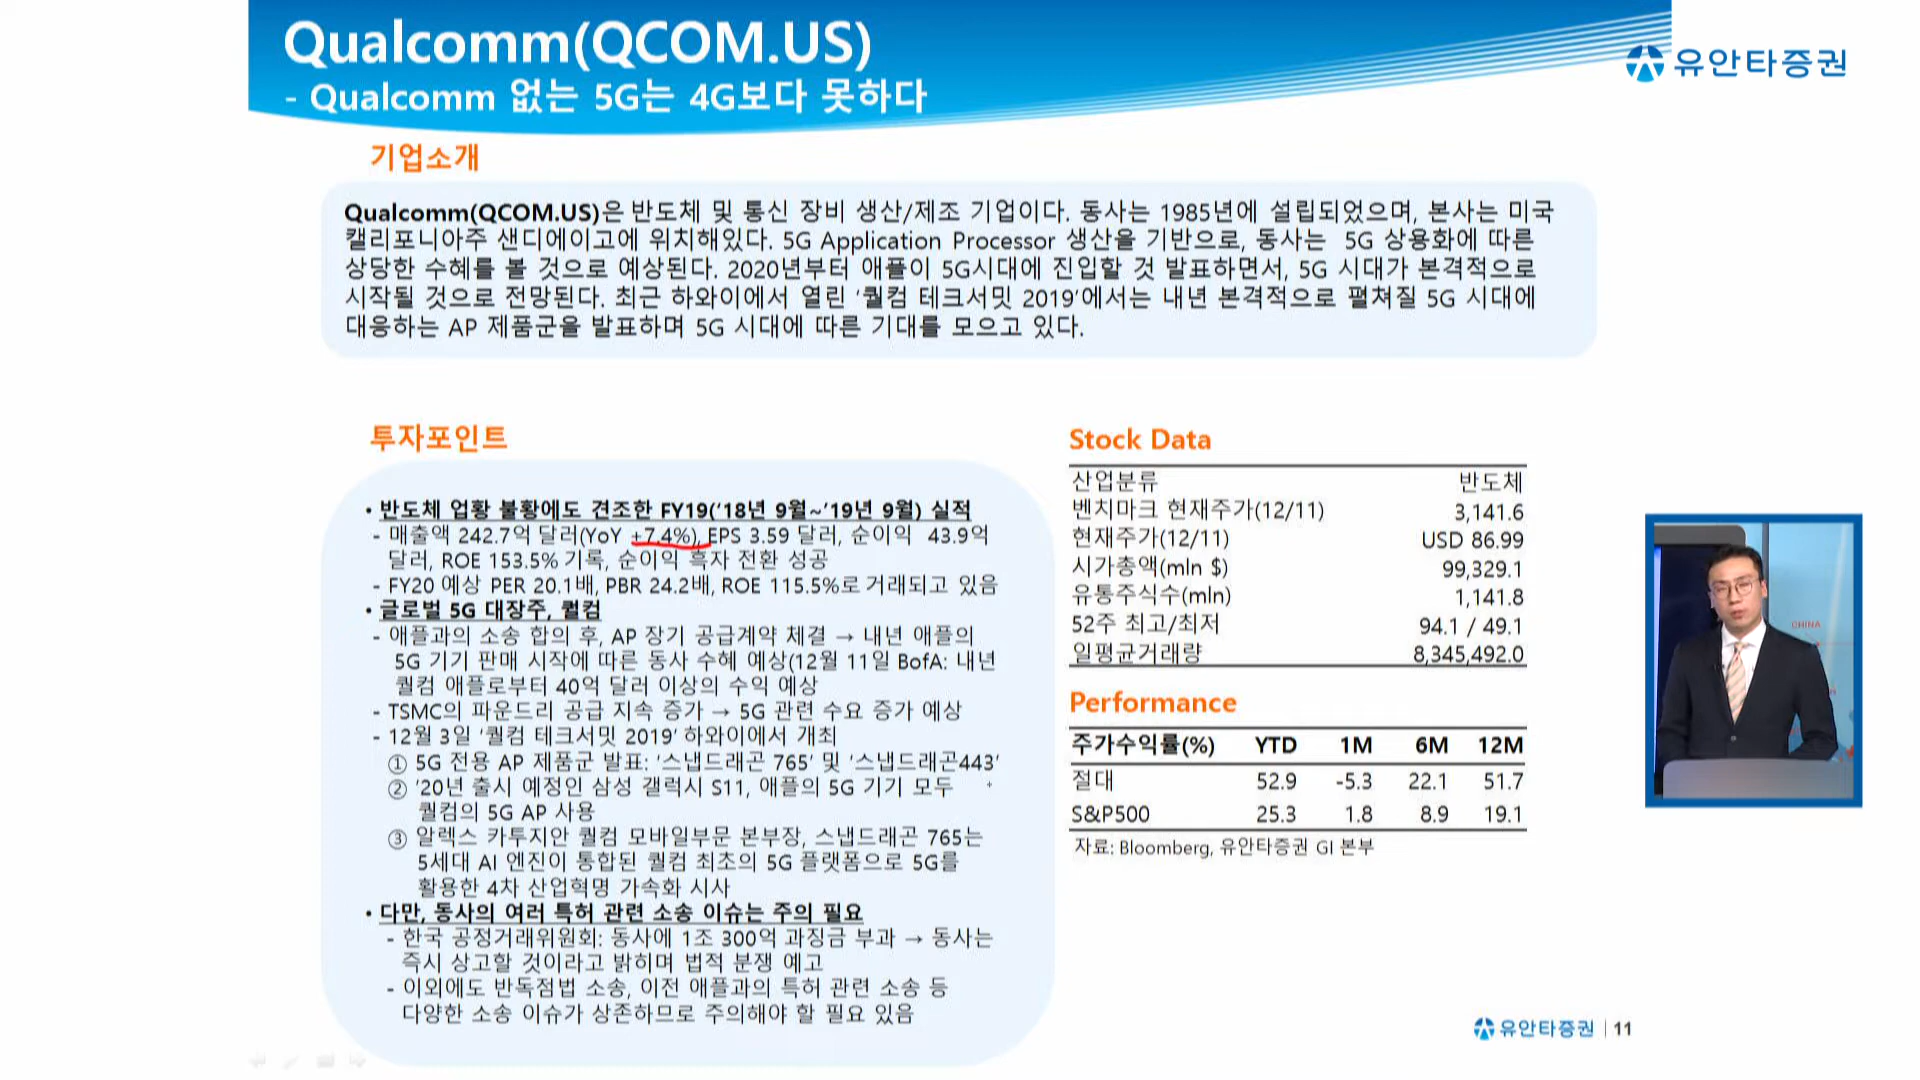 Qualcomm(QCOM.US)
- Qualcomm 없는 5G는 4G보다 못하다
유안타증권
기업소개
Qualcomm(QCOM.US)은 반도체 및 통신 장비 생산/제조 기업이다. 동사는 1985년에 설립되었으며, 본사는 미국
캘리포니아주 샌디에이고에 위치해있다. 5G Application Processor 생산을 기반으로, 동사는 5G 상용화에 따른
상당한 수혜를 볼 것으로 예상된다. 2020년부터 애플이 5G시대에 진입할 것 발표하면서, 5G 시대가 본격적으로
시작될 것으로 전망된다. 최근 하와이에서 열린 '퀄컴 테크서밋 2019'에서는 내년 본격적으로 펼쳐질 5G 시대에
대응하는 AP 제품군을 발표하며 5G 시대에 따른 기대를 모으고 있다.
투자포인트
• 반도체 업황 불황에도 견조한 FY19('18년 9월~'19년 9월) 실적
- 매출액 242.7억 달러(YoY +7.4%), EPS 3.59 달러, 순이익 43.9억
달러, ROE 153.5% 기록, 순이익 흑자 전환 성공
- FY20 예상 PER 20.1배, PBR 24.2배, ROE 115.5%로 거래되고 있음
• 글로벌 5G 대장주, 퀄컴
- 애플과의 소송 합의 후, AP 장기 공급계약 체결 → 내년 애플의
5G 기기 판매 시작에 따른 동사 수혜 예상(12월 11일 BofA: 내년
퀄컴 애플로부터 40억 달러 이상의 수익 예상
- TSMC의 파운드리 공급 지속 증가 → 5G 관련 수요 증가 예상
- 12월 3일 '퀄컴 테크서밋 2019' 하와이에서 개최
① 5G 전용 AP 제품군 발표: '스냅드래곤 765' 및 '스냅드래곤443'
② '20년 출시 예정인 삼성 갤럭시 S11, 애플의 5G 기기 모두
퀄컴의 5G AP 사용
③ 알렉스 카투지안 퀄컴 모바일부문 본부장, 스냅드래곤 765는
5세대 AI 엔진이 통합된 퀄컴 최초의 5G 플랫폼으로 5G를
활용한 4차 산업혁명 가속화 시사
• 다만, 동사의 여러 특허 관련 소송 이슈는 주의 필요
- 한국 공정거래위원회: 동사에 1조 300억 과징금 부과 → 동사는
즉시 상고할 것이라고 밝히며 법적 분쟁 예고
- 이외에도 반독점법 소송, 이전 애플과의 특허 관련 소송 등
다양한 소송 이슈가 상존하므로 주의해야 할 필요 있음
Stock Data
산업분류 반도체
벤치마크 현재주가(12/11) 3,141.6
현재주가(12/11) USD 86.99
시가총액(mln $) 99,329.1
유통주식수(mln) 1,141.8
52주 최고/최저 94.1 / 49.1
일평균거래량 8,345,492.0
Performance
주가수익률(%) YTD 1M 6M 12M
절대 52.9 -5.3 22.1 51.7
S&P500 25.3 1.8 8.9 19.1
자료: Bloomberg, 유안타증권 GI 본부
CHINA
유안타증권 | 11